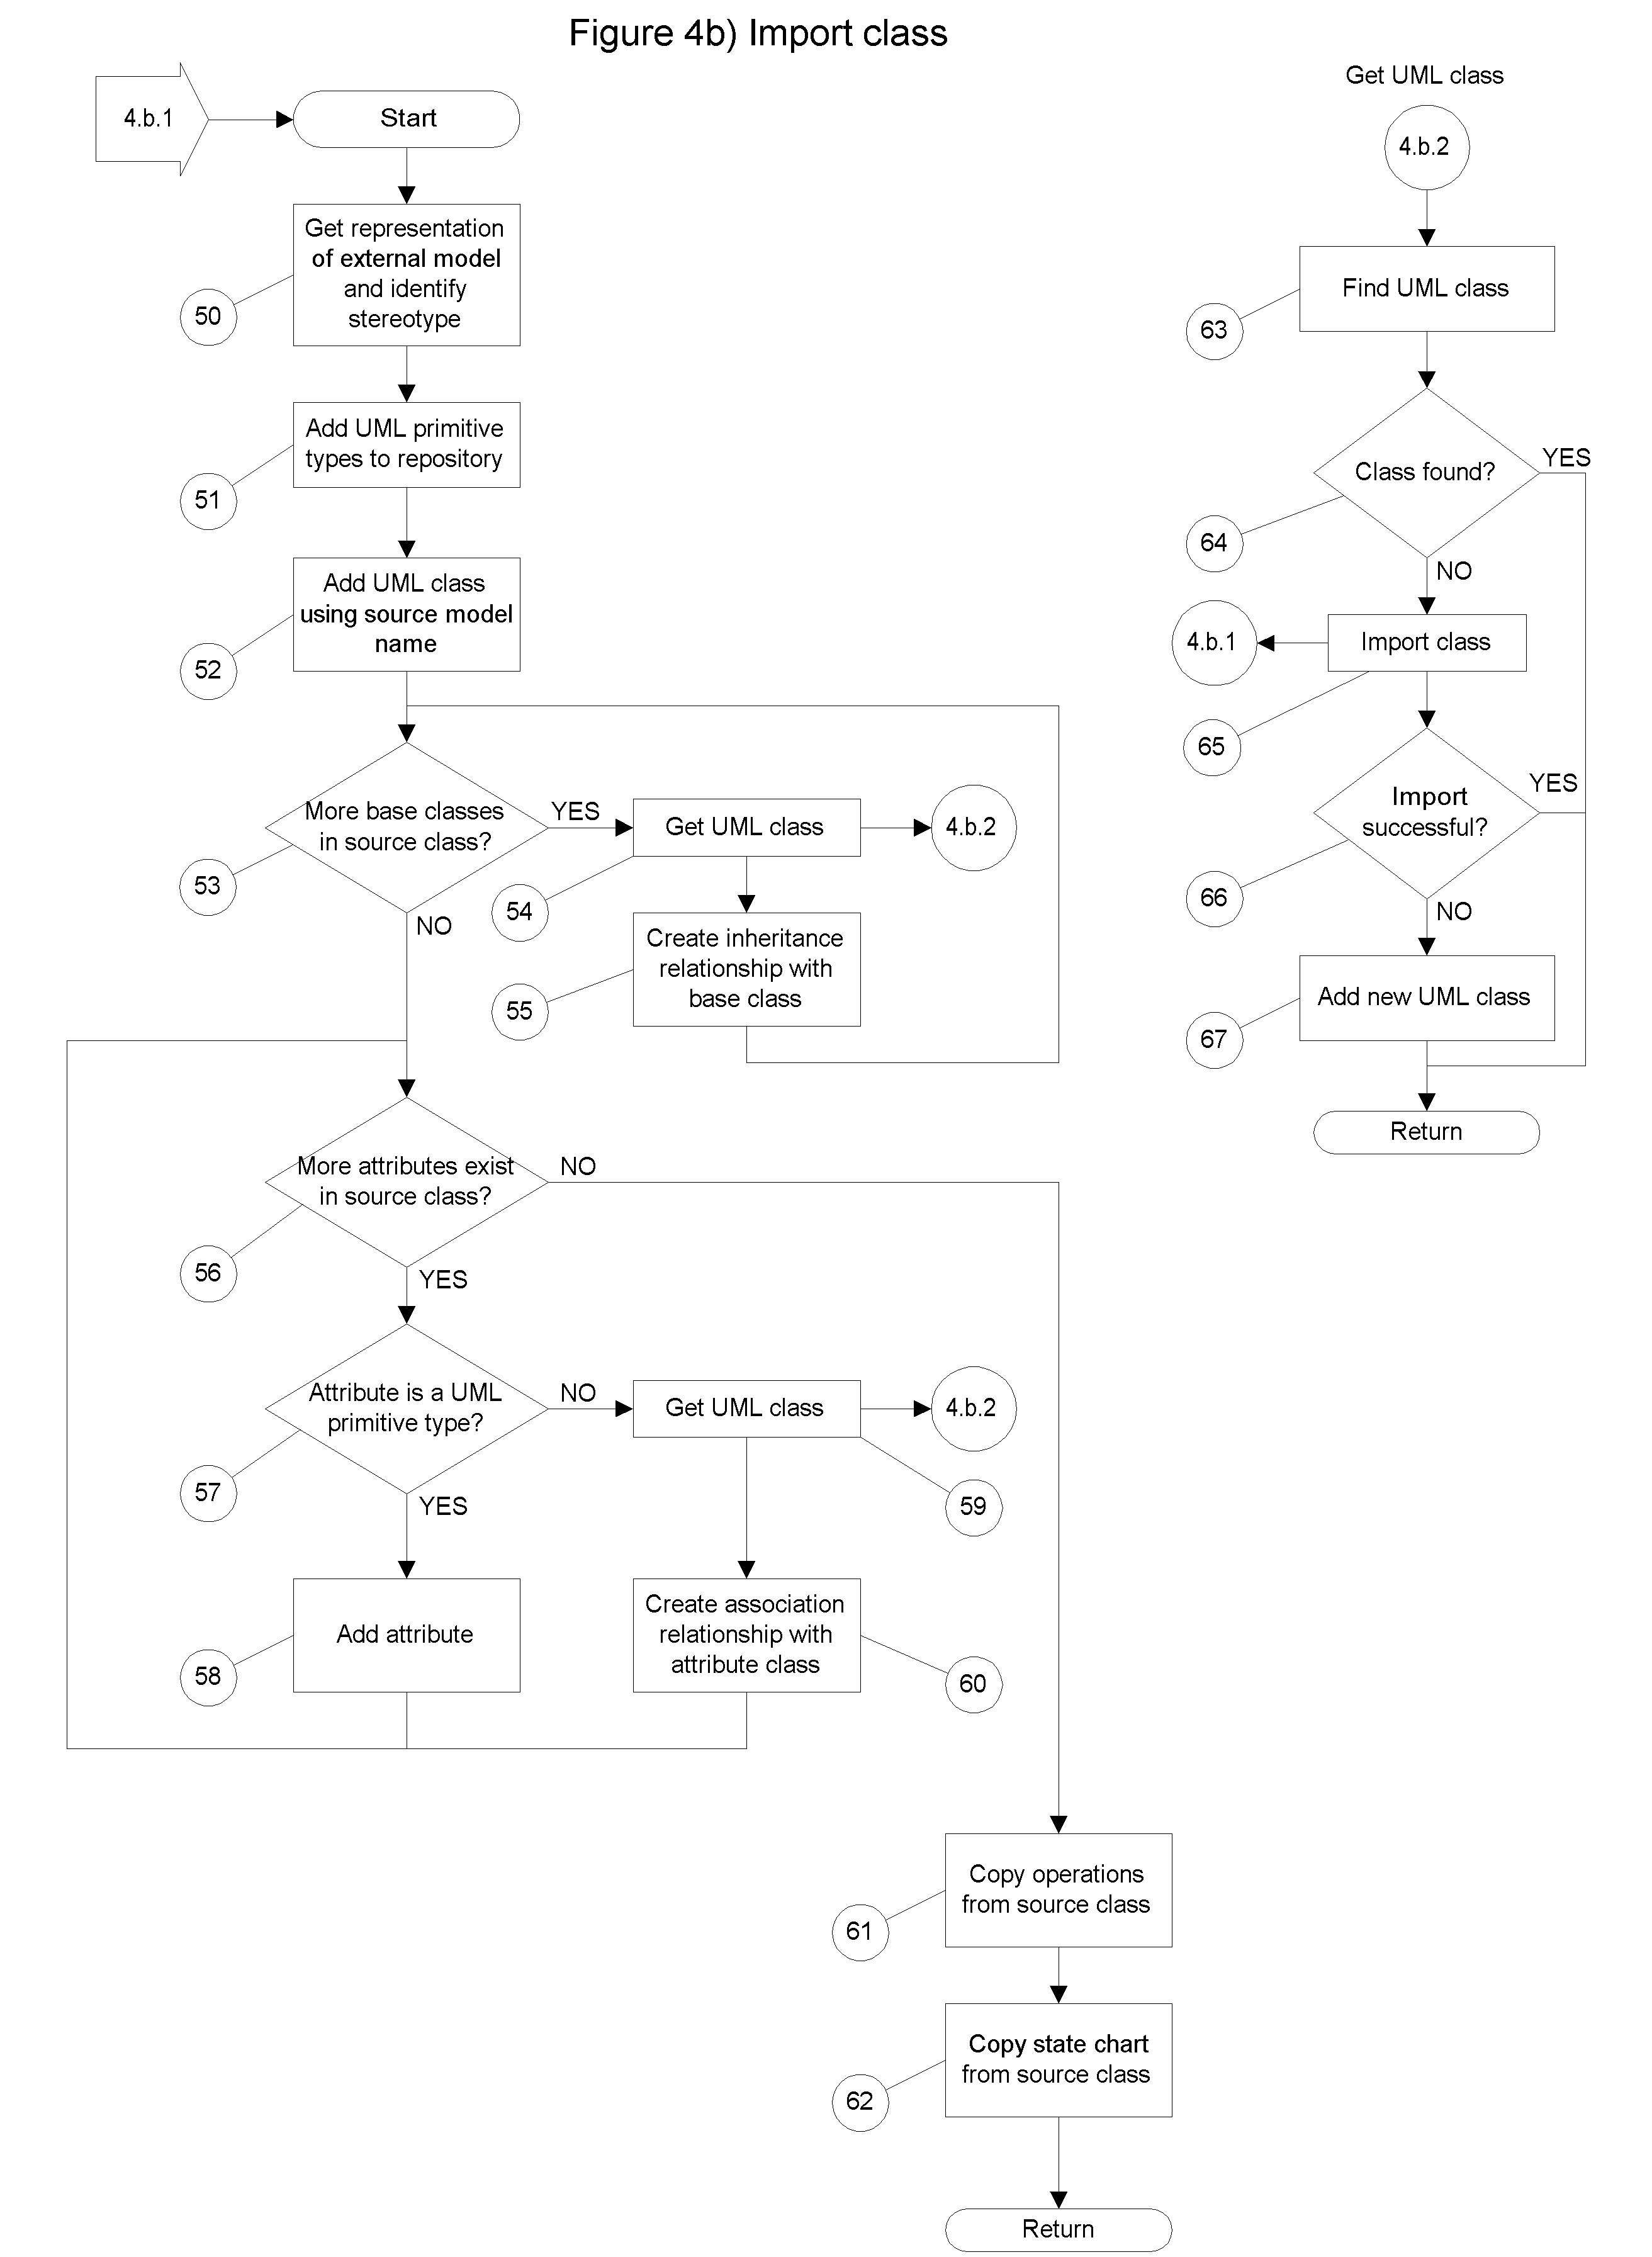 Figure 4b) Import class
4.b.1
Start
Get representation
of external model
and identify
stereotype
50
Add UML primitive
types to repository
51
Add UML class
using source model
name
52
More base classes
in source class?
53
YES
NO
Get UML class
4.b.2
54
Create inheritance
relationship with
base class
55
More attributes exist
in source class?
NO
56
YES
Attribute is a UML
primitive type?
NO
57
YES
Get UML class
4.b.2
59
Add attribute
58
Create association
relationship with
attribute class
60
Copy operations
from source class
61
Copy state chart
from source class
62
Return
Get UML class
4.b.2
Find UML class
63
Class found?
YES
64
NO
Import class
4.b.1
65
Import
successful?
YES
66
NO
Add new UML class
67
Return